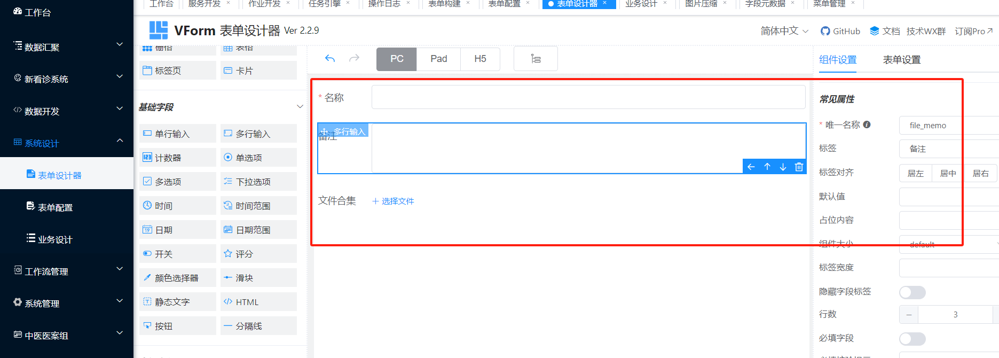 工作台
服务开发 ×
作业开发 ×
任务引擎 ×
操作日志 ×
表单构建 ×
表单配置 ×
表单设计器 ×
业务设计 ×
图片压缩 ×
字段元数据 ×
菜单管理 ×
工作台
数据汇聚
新看诊系统
数据开发
系统设计
表单设计器
表单配置
业务设计
工作流管理
系统管理
中医医案组
VForm 表单设计器 Ver 2.2.9
简体中文
GitHub
文档
技术WX群
订阅Pro
栅格
表格
标签页
卡片
基础字段
单行输入
多行输入
123 计数器
单选项
多选项
下拉选项
时间
时间范围
19 日期
日期范围
开关
评分
颜色选择器
滑块
静态文字
HTML
按钮
分隔线
PC
Pad
H5
* 名称
多行输入
备注
文件合集
+ 选择文件
组件设置
表单设置
常见属性
* 唯一名称
file_memo
标签
备注
标签对齐
居左
居中
居右
默认值
占位内容
组件大小
default
标签宽度
隐藏字段标签
行数
− 3
必填字段